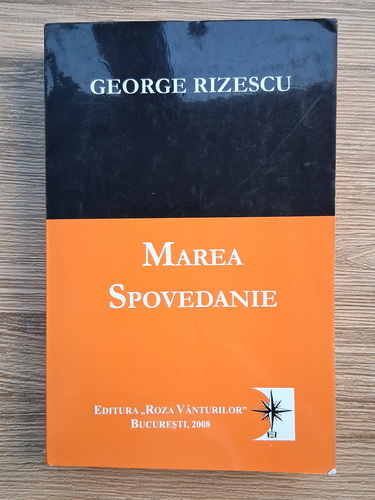 GEORGE RIZESCU
MAREA
SPOVEDANIE
EDITURA „ROZA VÂNTURILOR”
BUCUREȘTI, 2008